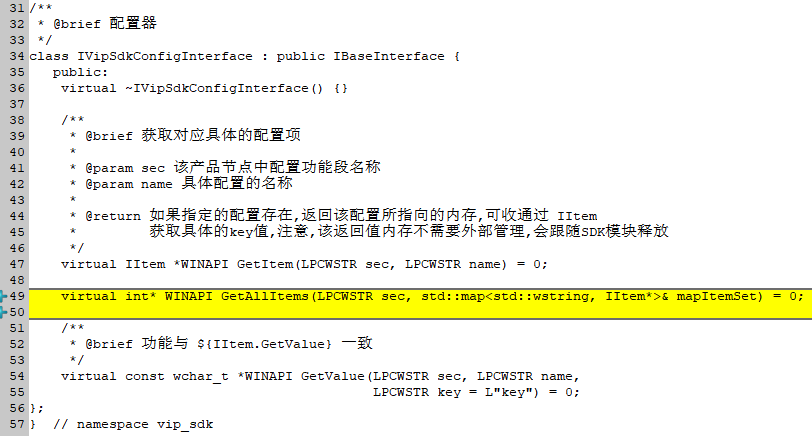 31 /**
32  * @brief 配置器
33  */
34 class IVipSdkConfigInterface : public IBaseInterface {
35    public:
36     virtual ~IVipSdkConfigInterface() {}
37
38     /**
39      * @brief 获取对应具体的配置项
40      *
41      * @param sec 该产品节点中配置功能段名称
42      * @param name 具体配置的名称
43      *
44      * @return 如果指定的配置存在,返回该配置所指向的内存,可收通过 IItem
45      *         获取具体的key值,注意,该返回值内存不需要外部管理,会跟随SDK模块释放
46      */
47     virtual IItem *WINAPI GetItem(LPCWSTR sec, LPCWSTR name) = 0;
48
49     virtual int* WINAPI GetAllItems(LPCWSTR sec, std::map<std::wstring, IItem*>& mapItemSet) = 0;
50
51     /**
52      * @brief 功能与 ${IItem.GetValue} 一致
53      */
54     virtual const wchar_t *WINAPI GetValue(LPCWSTR sec, LPCWSTR name,
55                                            LPCWSTR key = L"key") = 0;
56 };
57 }  // namespace vip_sdk